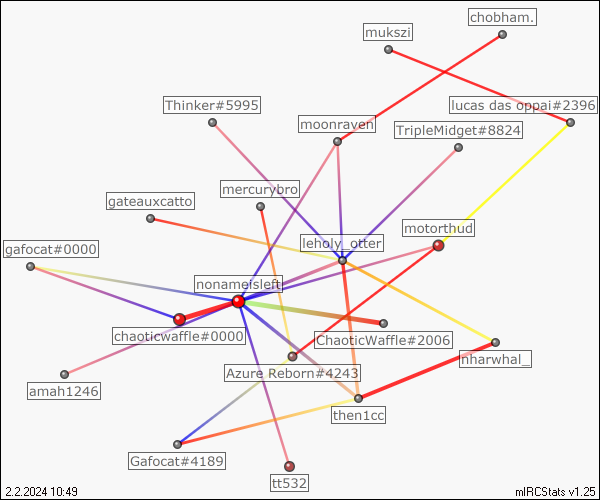 chobham.
mukszi
Thinker#5995
lucas das oppai#2396
moonraven
TripleMidget#8824
mercurybro
gateauxcatto
motorthud
gafocat#0000
leholy_otter
nonameisleft
chaoticwaffle#0000
ChaoticWaffle#2006
nharwhal_
Azure Reborn#4243
amah1246
then1cc
Gafocat#4189
tt532
2.2.2024 10:49
mIRCStats v1.25